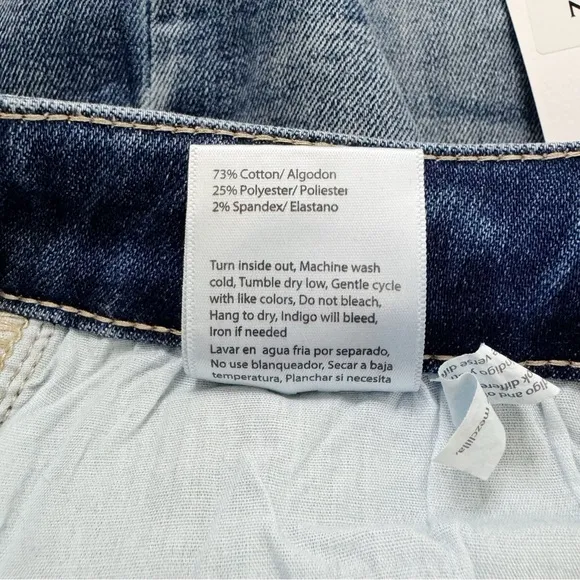 73% Cotton/ Algodon
25% Polyester/ Poliester
2% Spandex/ Elastano
Turn inside out, Machine wash
cold, Tumble dry low, Gentle cycle
with like colors, Do not bleach,
Hang to dry, Indigo will bleed,
Iron if needed
Lavar en agua fria por separado,
No use blanqueador, Secar a baja
temperatura, Planchar si necesita
mezclilla.